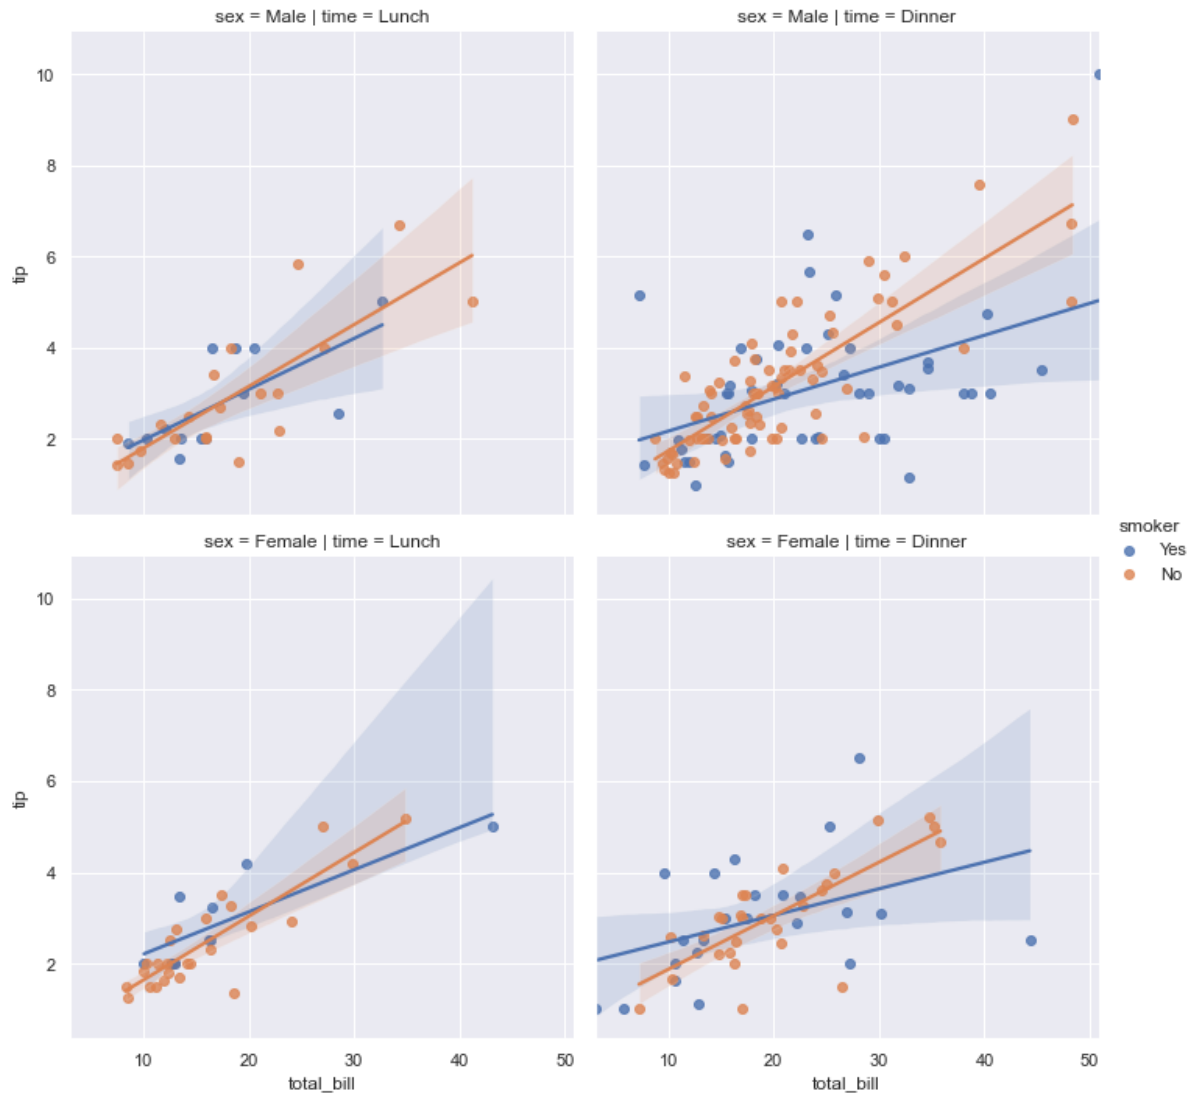 sex = Male | time = Lunch
sex = Male | time = Dinner
10
8
6
4
2
tip
sex = Female | time = Lunch
sex = Female | time = Dinner
smoker
Yes
No
10
8
6
4
2
tip
10 20 30 40 50
10 20 30 40 50
total_bill
total_bill